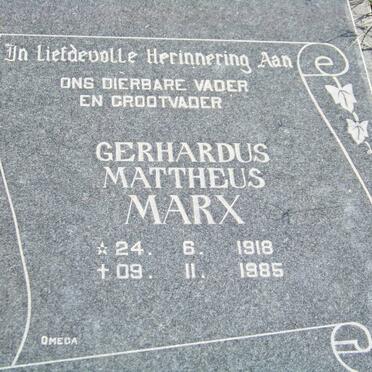 In Liefdevolle Herinnering Aan
ONS DIERBARE VADER
EN GROOTVADER
GERHARDUS
MATTHEUS
MARX
☆ 24. 6. 1918
✝ 09. 11. 1985
OMEGA